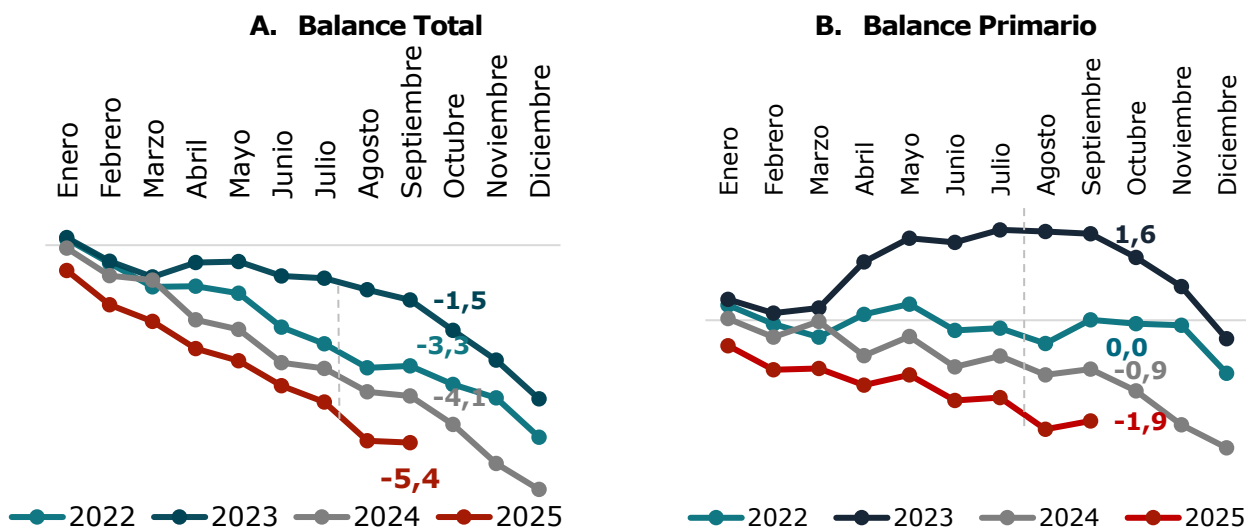 A. Balance Total
Enero
Febrero
Marzo
Abril
Mayo
Junio
Julio
Agosto
Septiembre
Octubre
Noviembre
Diciembre
-1,5
-3,3
-4,1
-5,4
2022 2023 2024 2025
B. Balance Primario
Enero
Febrero
Marzo
Abril
Mayo
Junio
Julio
Agosto
Septiembre
Octubre
Noviembre
Diciembre
1,6
0,0
-0,9
-1,9
2022 2023 2024 2025